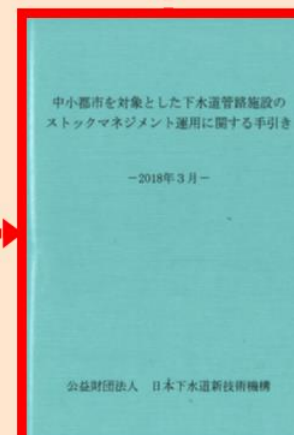 中小都市を対象とした下水道管路施設の
ストックマネジメント運用に関する手引き
－2018年3月－
公益財団法人　日本下水道新技術機構